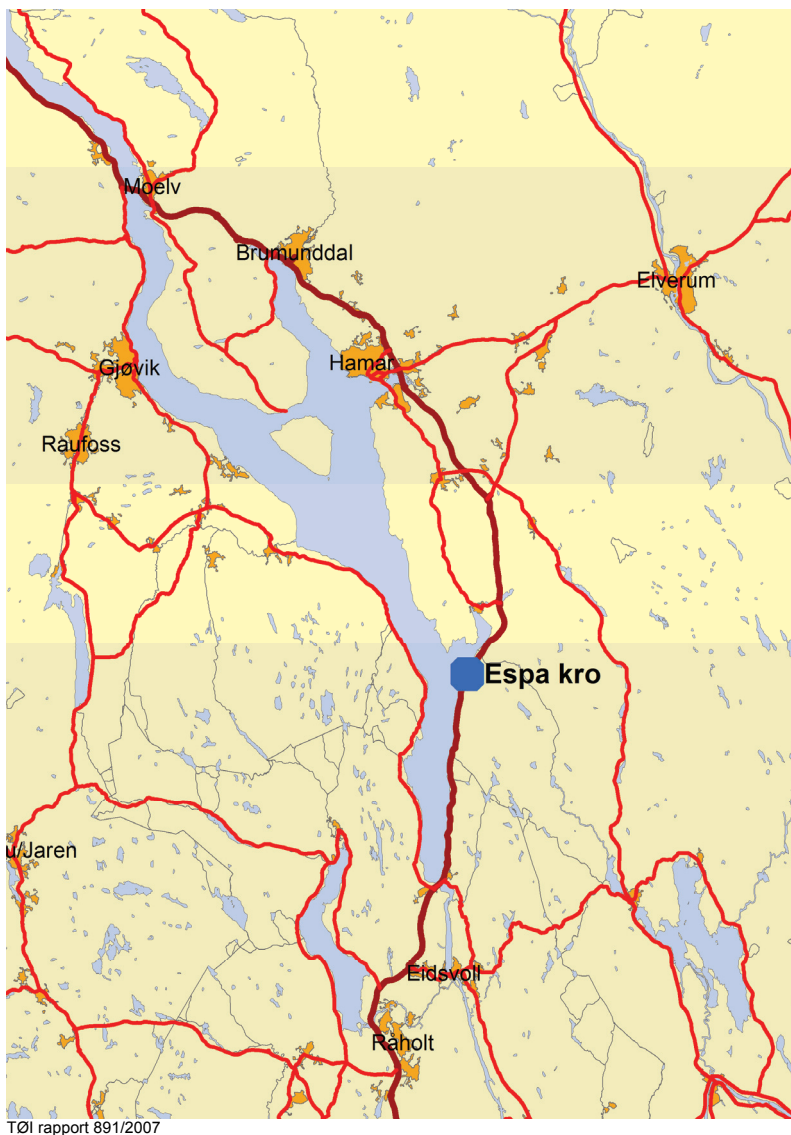 Moelv
Brumunddal
Elverum
Hamar
Gjøvik
Raufoss
Espa kro
u/Jaren
Eidsvoll
Råholt
TØI rapport 891/2007